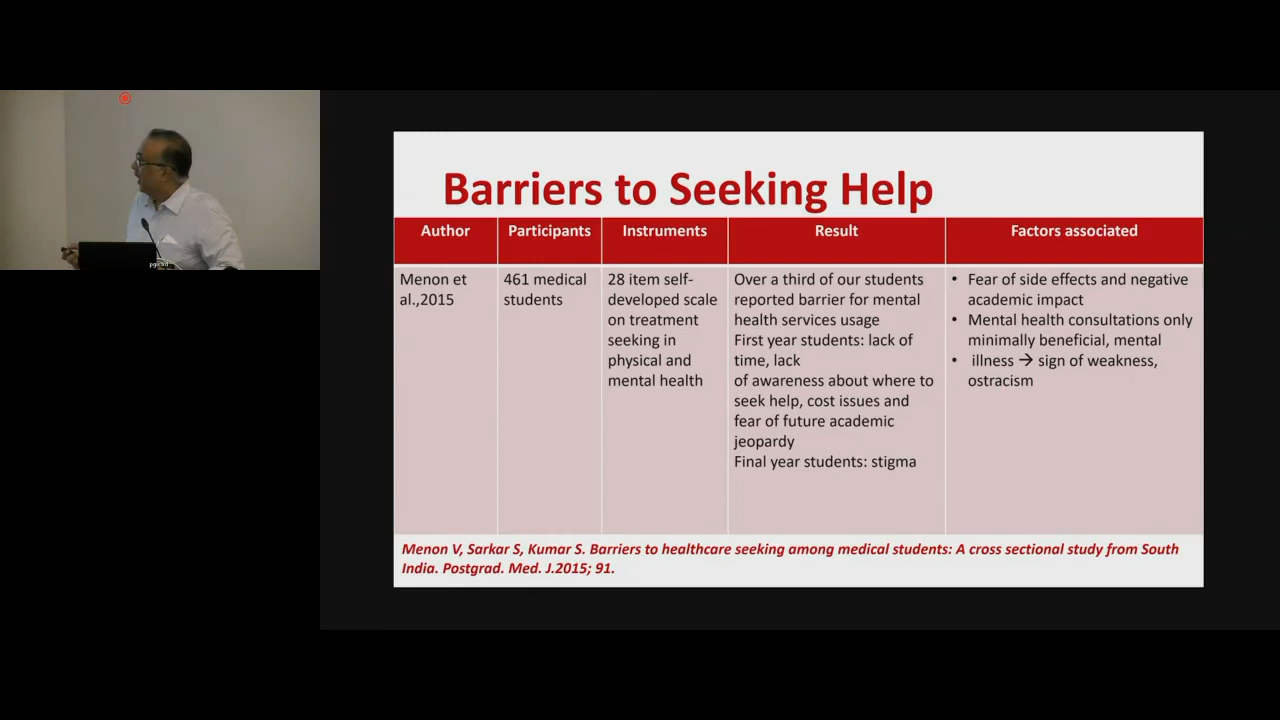 Barriers to Seeking Help
Author
Participants
Instruments
Result
Factors associated
Menon et
al.,2015
461 medical
students
28 item self-
developed scale
on treatment
seeking in
physical and
mental health
Over a third of our students
reported barrier for mental
health services usage
First year students: lack of
time, lack
of awareness about where to
seek help, cost issues and
fear of future academic
jeopardy
Final year students: stigma
• Fear of side effects and negative
academic impact
• Mental health consultations only
minimally beneficial, mental
• illness → sign of weakness,
ostracism
Menon V, Sarkar S, Kumar S. Barriers to healthcare seeking among medical students: A cross sectional study from South
India. Postgrad. Med. J.2015; 91.